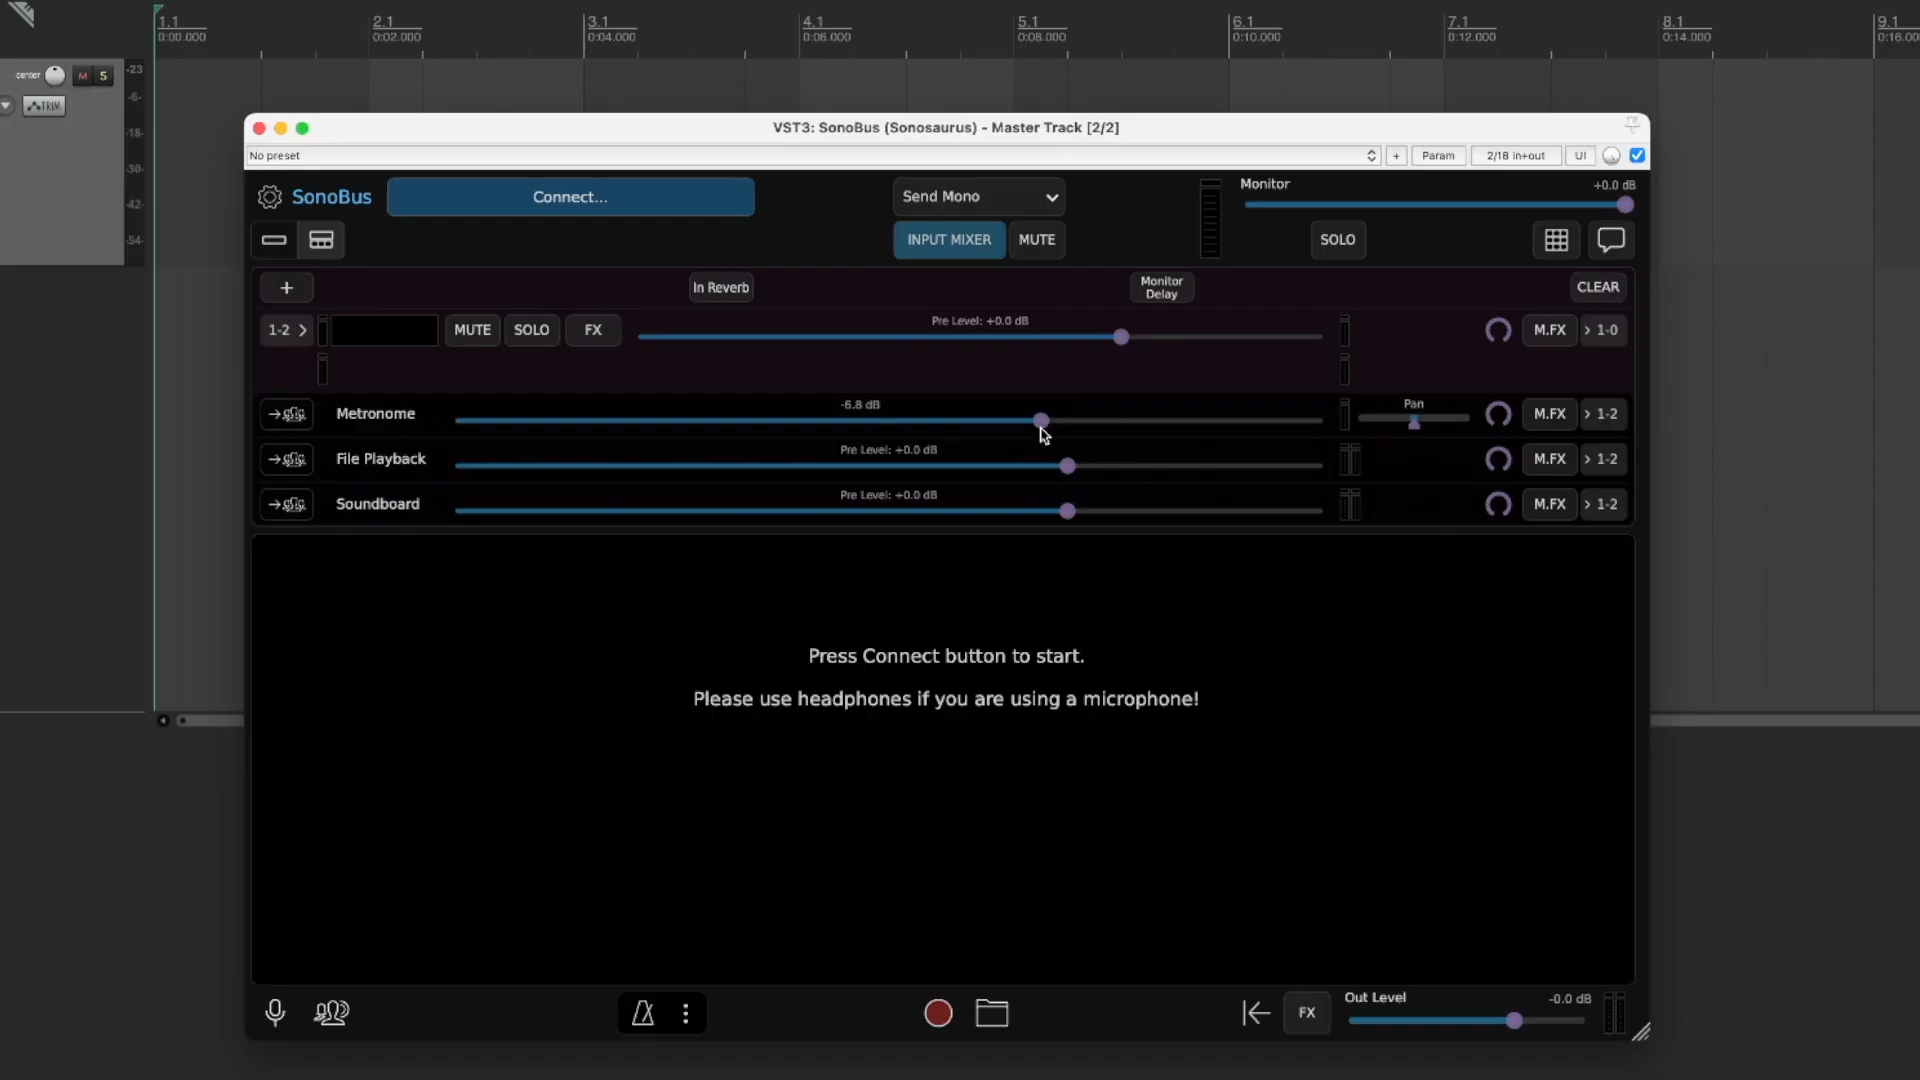 1.1 2.1 3.1 4.1 5.1 6.1 7.1 8.1 9.1
0:00.000 0:02.000 0:04.000 0:06.000 0:08.000 0:10.000 0:12.000 0:14.000 0:16.00
center M S
-23
-6-
TRIM
-18-
-30-
-42-
-54-
VST3: SonoBus (Sonosaurus) - Master Track [2/2]
No preset + Param 2/18 in+out UI
SonoBus Connect... Send Mono Monitor +0.0 dB
INPUT MIXER MUTE SOLO
+ In Reverb Monitor Delay CLEAR
1-2 MUTE SOLO FX Pre Level: +0.0 dB M.FX > 1-0
Metronome -6.8 dB Pan M.FX > 1-2
File Playback Pre Level: +0.0 dB M.FX > 1-2
Soundboard Pre Level: +0.0 dB M.FX > 1-2
Press Connect button to start.
Please use headphones if you are using a microphone!
FX Out Level -0.0 dB